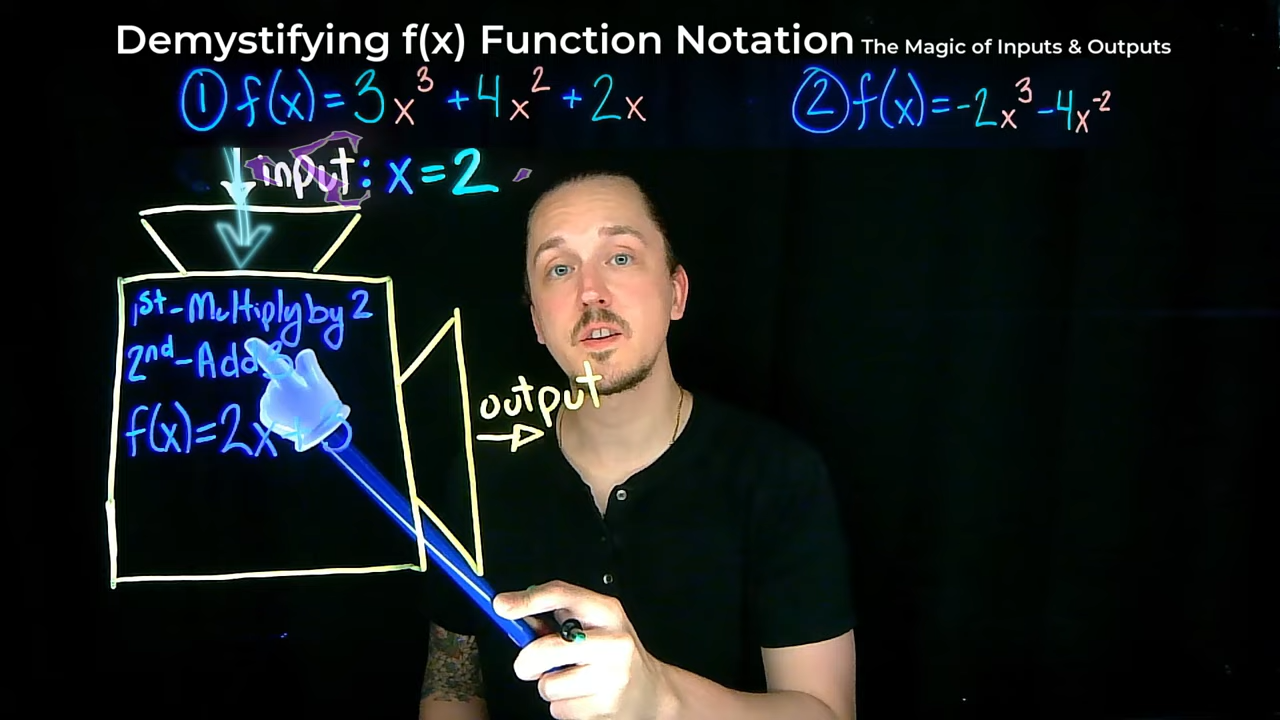 Demystifying f(x) Function Notation The Magic of Inputs & Outputs
① f(x)=3x³+4x²+2x
② f(x)=-2x³-4x⁻²
input: x=2
1st-Multiply by 2
2nd-Add
f(x)=2x+3
output